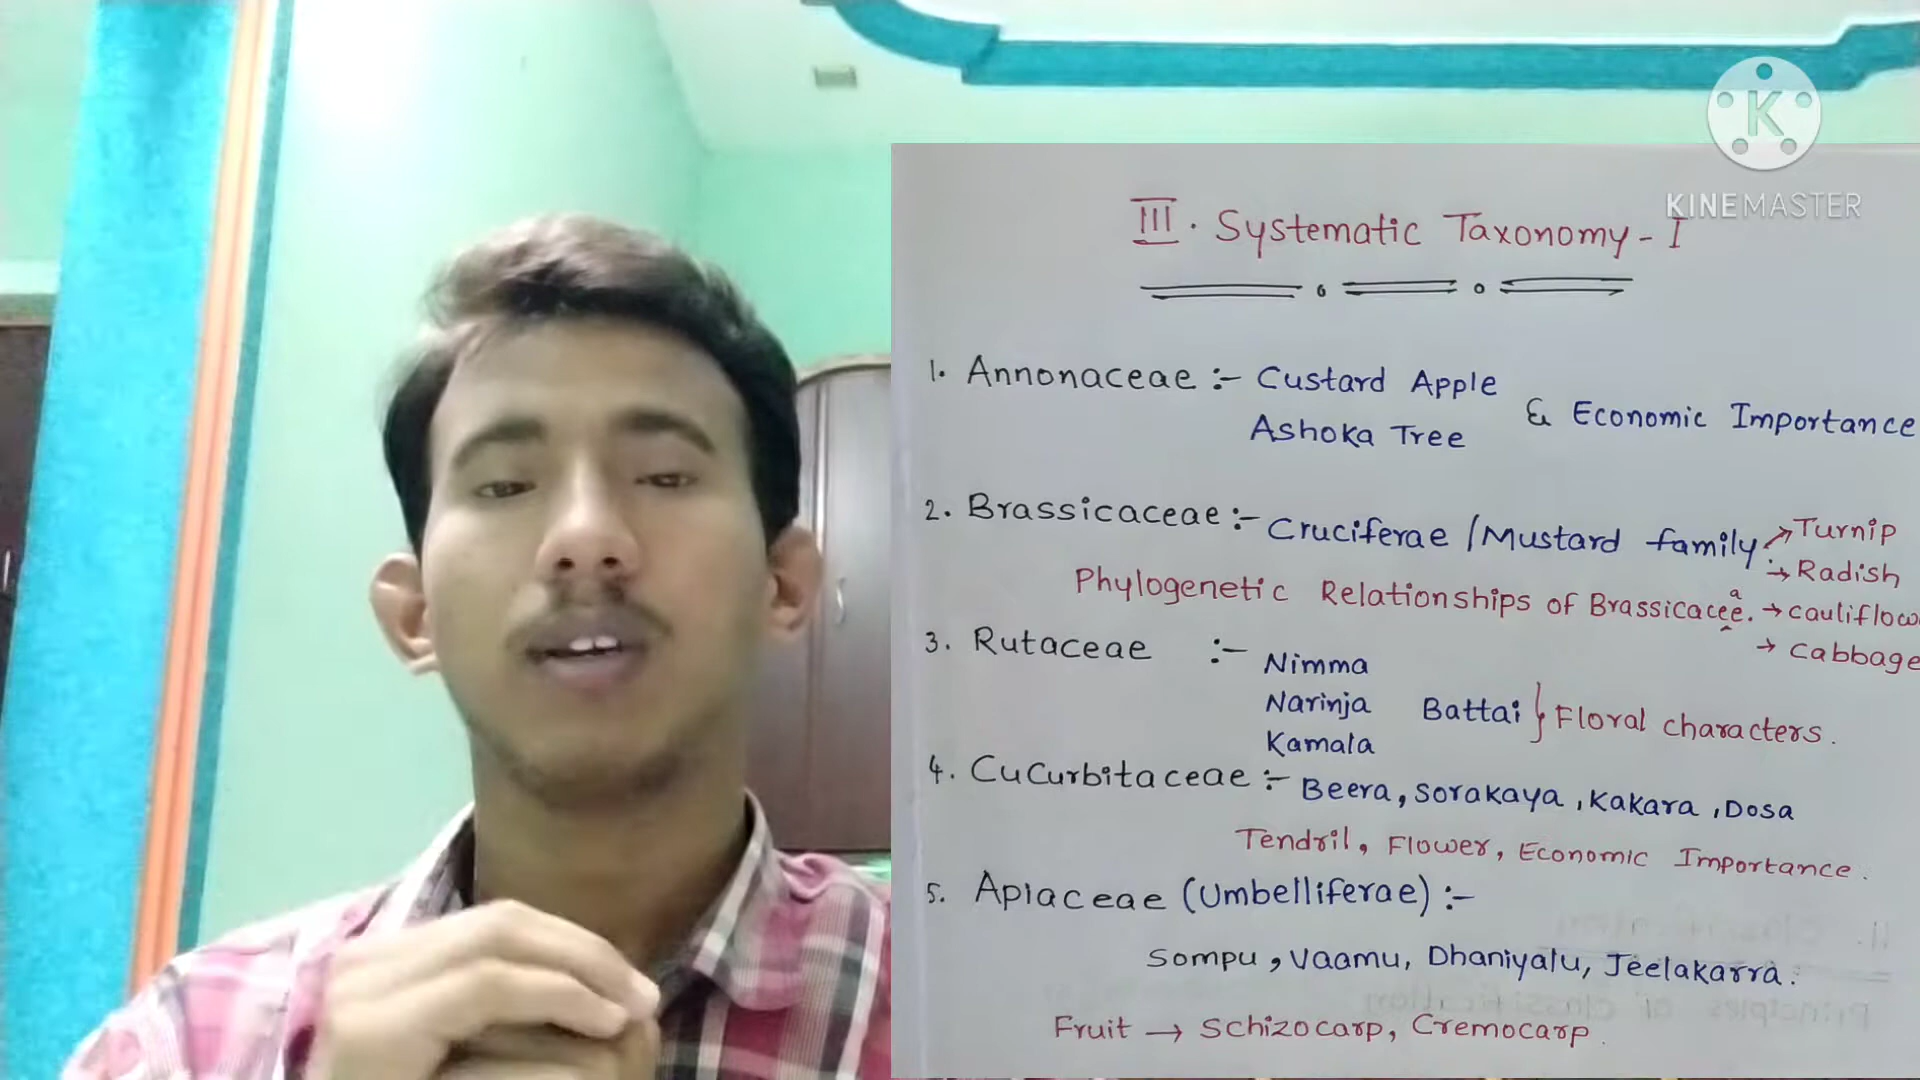 KINEMASTER
III. Systematic Taxonomy - I
1. Annonaceae :- Custard Apple
Ashoka Tree
& Economic Importance
2. Brassicaceae :- Cruciferae / Mustard family
→ Turnip
→ Radish
→ cauliflow
→ cabbage
Phylogenetic Relationships of Brassicaceae.
3. Rutaceae :- Nimma
Narinja
Kamala
Battai } Floral characters.
4. CuCurbitaceae :- Beera, Sorakaya, Kakara, Dosa
Tendril, Flower, Economic Importance.
5. Apiaceae (Umbelliferae) :-
Sompu, Vaamu, Dhaniyalu, Jeelakarra.
Fruit → Schizocarp, Cremocarp.